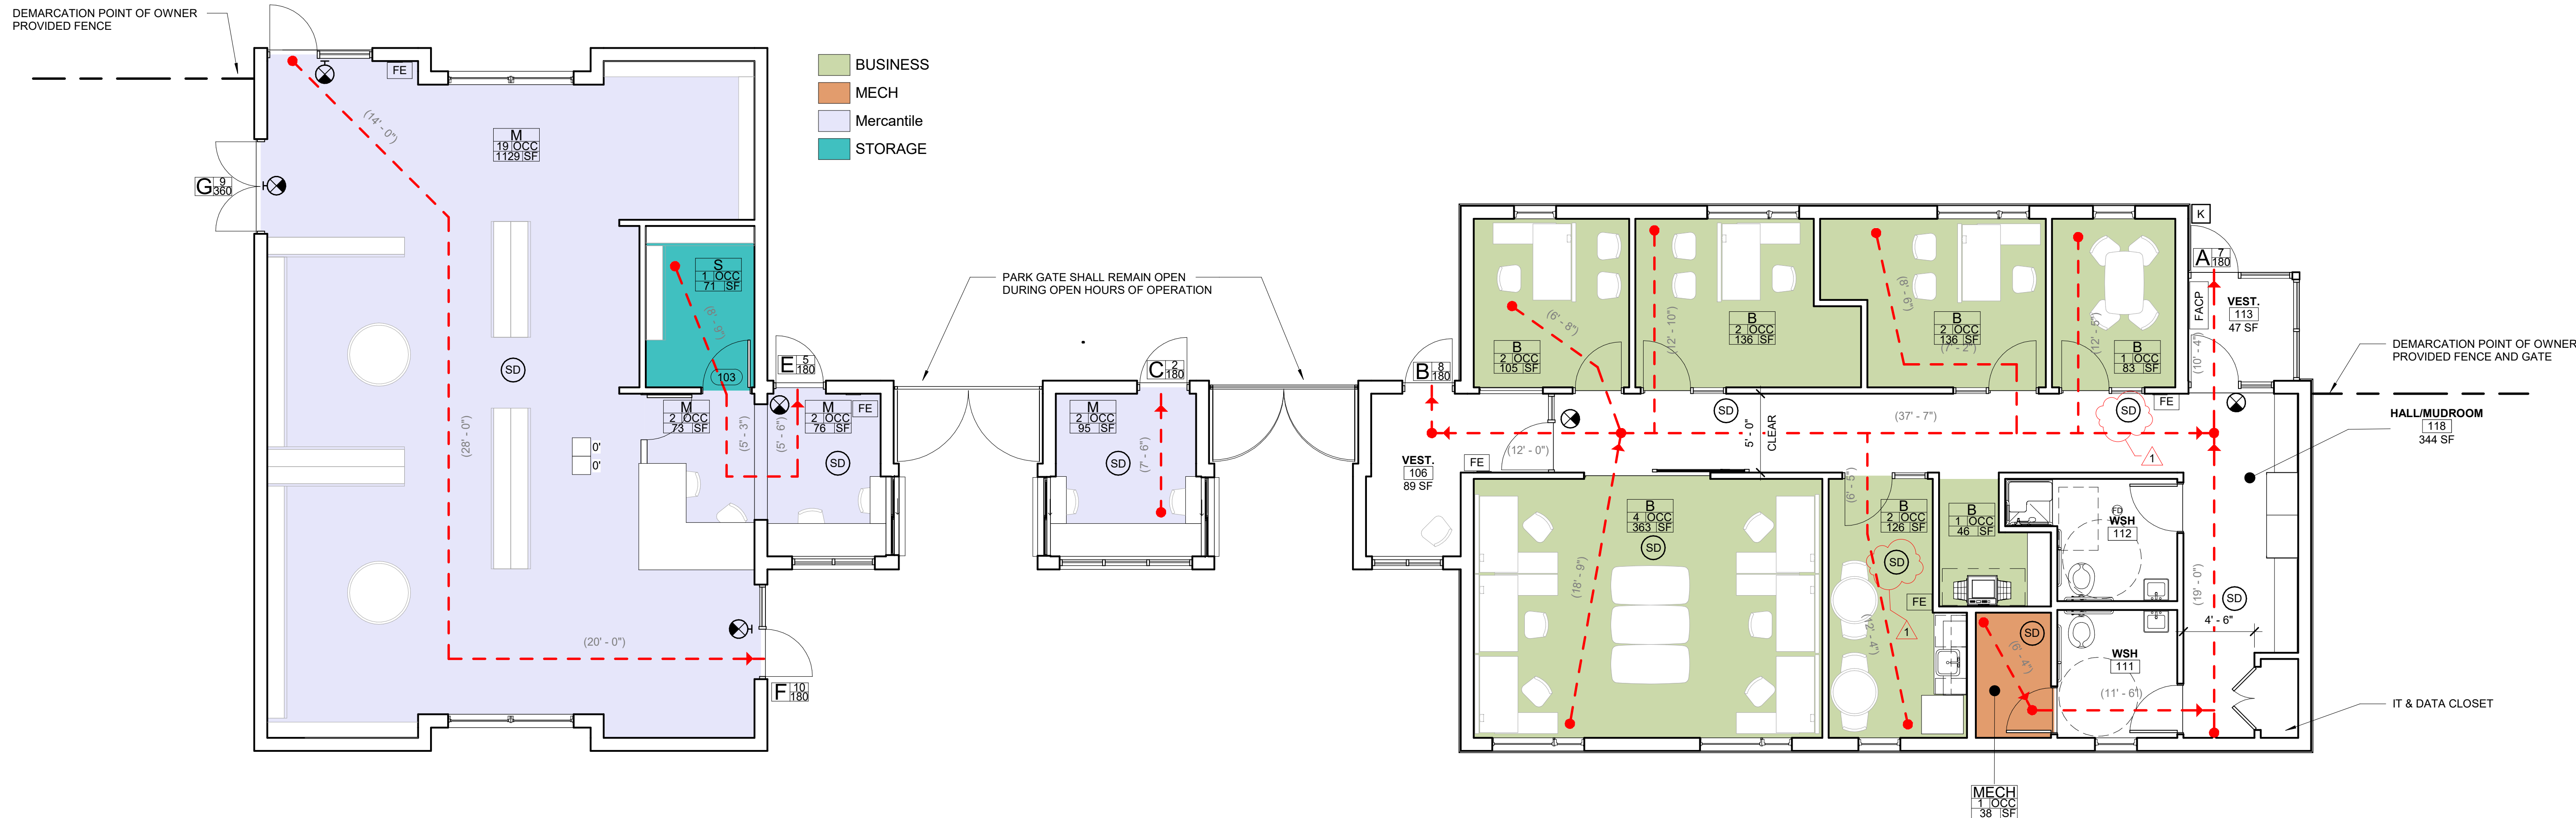 DEMARCATION POINT OF OWNER
PROVIDED FENCE
FE
(14' - 0")
M
19 OCC
1129 SF
G 9
360
BUSINESS
MECH
Mercantile
STORAGE
S
1 OCC
71 SF
(8' - 9")
103
SD
(28' - 0")
0'
0'
M
2 OCC
73 SF
(5' - 3")
(5' - 6")
E 5
180
M
2 OCC
76 SF
FE
SD
(20' - 0")
F 10
180
PARK GATE SHALL REMAIN OPEN
DURING OPEN HOURS OF OPERATION
C 2
180
M
2 OCC
95 SF
SD
(7' - 6")
B 8
180
VEST.
106
89 SF
FE
(12' - 0")
B
2 OCC
105 SF
(6' - 8")
(12' - 10")
B
2 OCC
136 SF
SD
5' - 0"
CLEAR
(8' - 6")
B
2 OCC
136 SF
(7' - 2")
(37' - 7")
(12' - 5")
B
1 OCC
83 SF
SD
FE
1
K
A 7
180
FACP
VEST.
113
47 SF
(10' - 4")
DEMARCATION POINT OF OWNER
PROVIDED FENCE AND GATE
HALL/MUDROOM
118
344 SF
B
4 OCC
363 SF
SD
(18' - 9")
(6' - 5")
B
2 OCC
126 SF
SD
FE
1
(12' - 4")
B
1 OCC
46 SF
FD
WSH
112
SD
(6' - 4")
WSH
111
(11' - 6")
(19' - 0")
SD
4' - 6"
IT & DATA CLOSET
MECH
1 OCC
38 SF